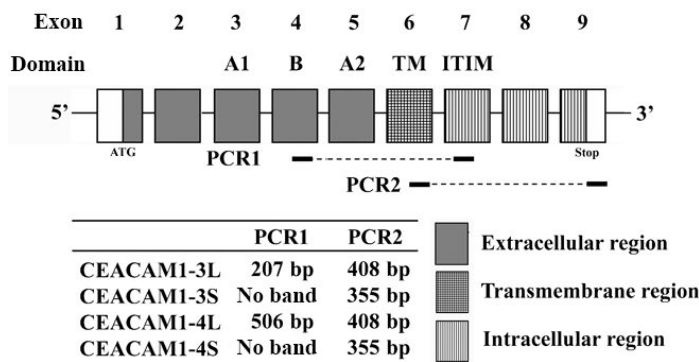 Exon 1 2 3 4 5 6 7 8 9
Domain A1 B A2 TM ITIM
5’ 3’
ATG Stop
PCR1
PCR2
PCR1 PCR2
CEACAM1-3L 207 bp 408 bp
CEACAM1-3S No band 355 bp
CEACAM1-4L 506 bp 408 bp
CEACAM1-4S No band 355 bp
Extracellular region
Transmembrane region
Intracellular region